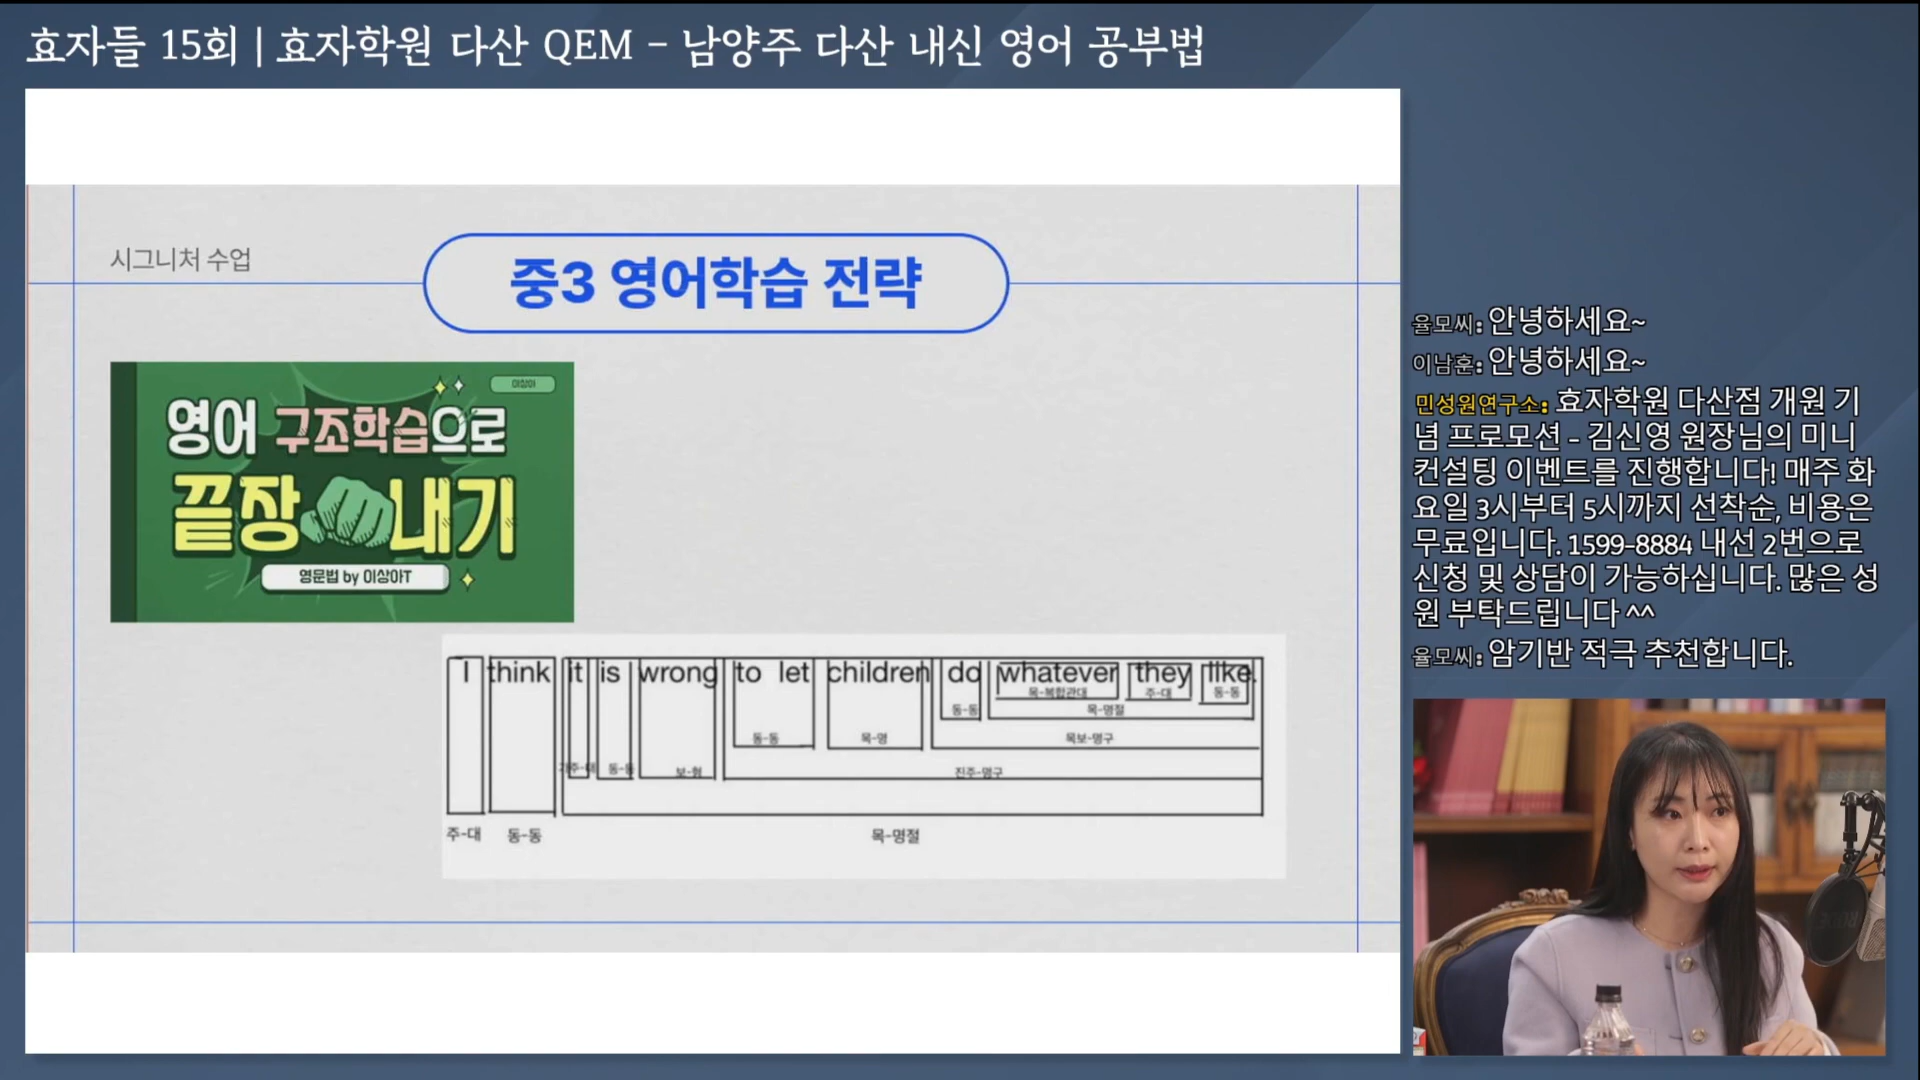 효자들 15회 | 효자학원 다산 QEM - 남양주 다산 내신 영어 공부법
시그니처 수업
중3 영어학습 전략
이상아
영어 구조학습으로
끝장내기
영문법 by 이상아T
I think it is wrong to let children do whatever they like.
목-복합관대 주-대 동-동
동-동 목-명절
동-동 목-명 목보-명구
가주-대 동-동 보-형 진주-명구
주-대 동-동 목-명절
율모씨: 안녕하세요~
이남훈: 안녕하세요~
민성원연구소: 효자학원 다산점 개원 기
념 프로모션 - 김신영 원장님의 미니
컨설팅 이벤트를 진행합니다! 매주 화
요일 3시부터 5시까지 선착순, 비용은
무료입니다. 1599-8884 내선 2번으로
신청 및 상담이 가능하십니다. 많은 성
원 부탁드립니다 ^^
율모씨: 암기반 적극 추천합니다.